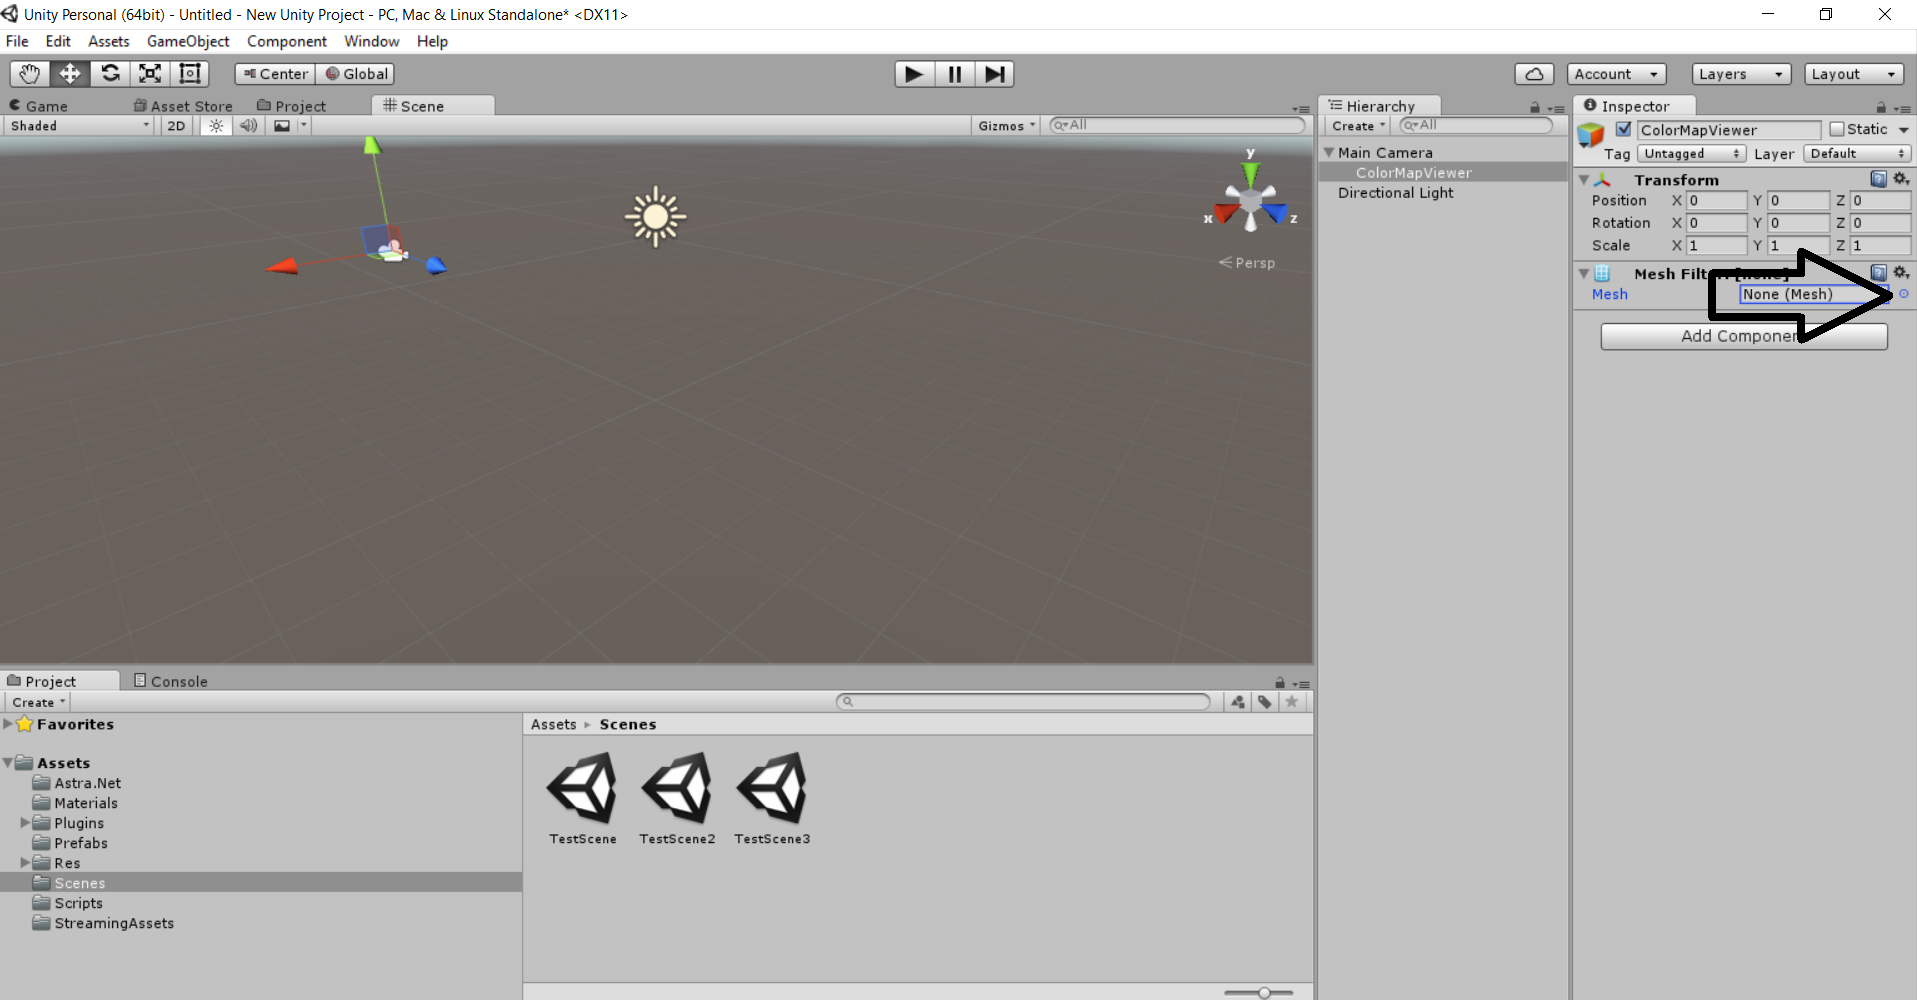 Unity Personal (64bit) - Untitled - New Unity Project - PC, Mac & Linux Standalone* <DX11>
File Edit Assets GameObject Component Window Help
Center Global Account Layers Layout
Game Asset Store Project Scene
Shaded 2D Gizmos All
y
x z
Persp
Hierarchy
Create All
Main Camera
ColorMapViewer
Directional Light
Inspector
ColorMapViewer Static
Tag Untagged Layer Default
Transform
Position X 0 Y 0 Z 0
Rotation X 0 Y 0 Z 0
Scale X 1 Y 1 Z 1
Mesh
Mesh None (Mesh)
Add
Project Console
Create
Favorites
Assets
Astra.Net
Materials
Plugins
Prefabs
Res
Scenes
Scripts
StreamingAssets
Assets Scenes
TestScene TestScene2 TestScene3